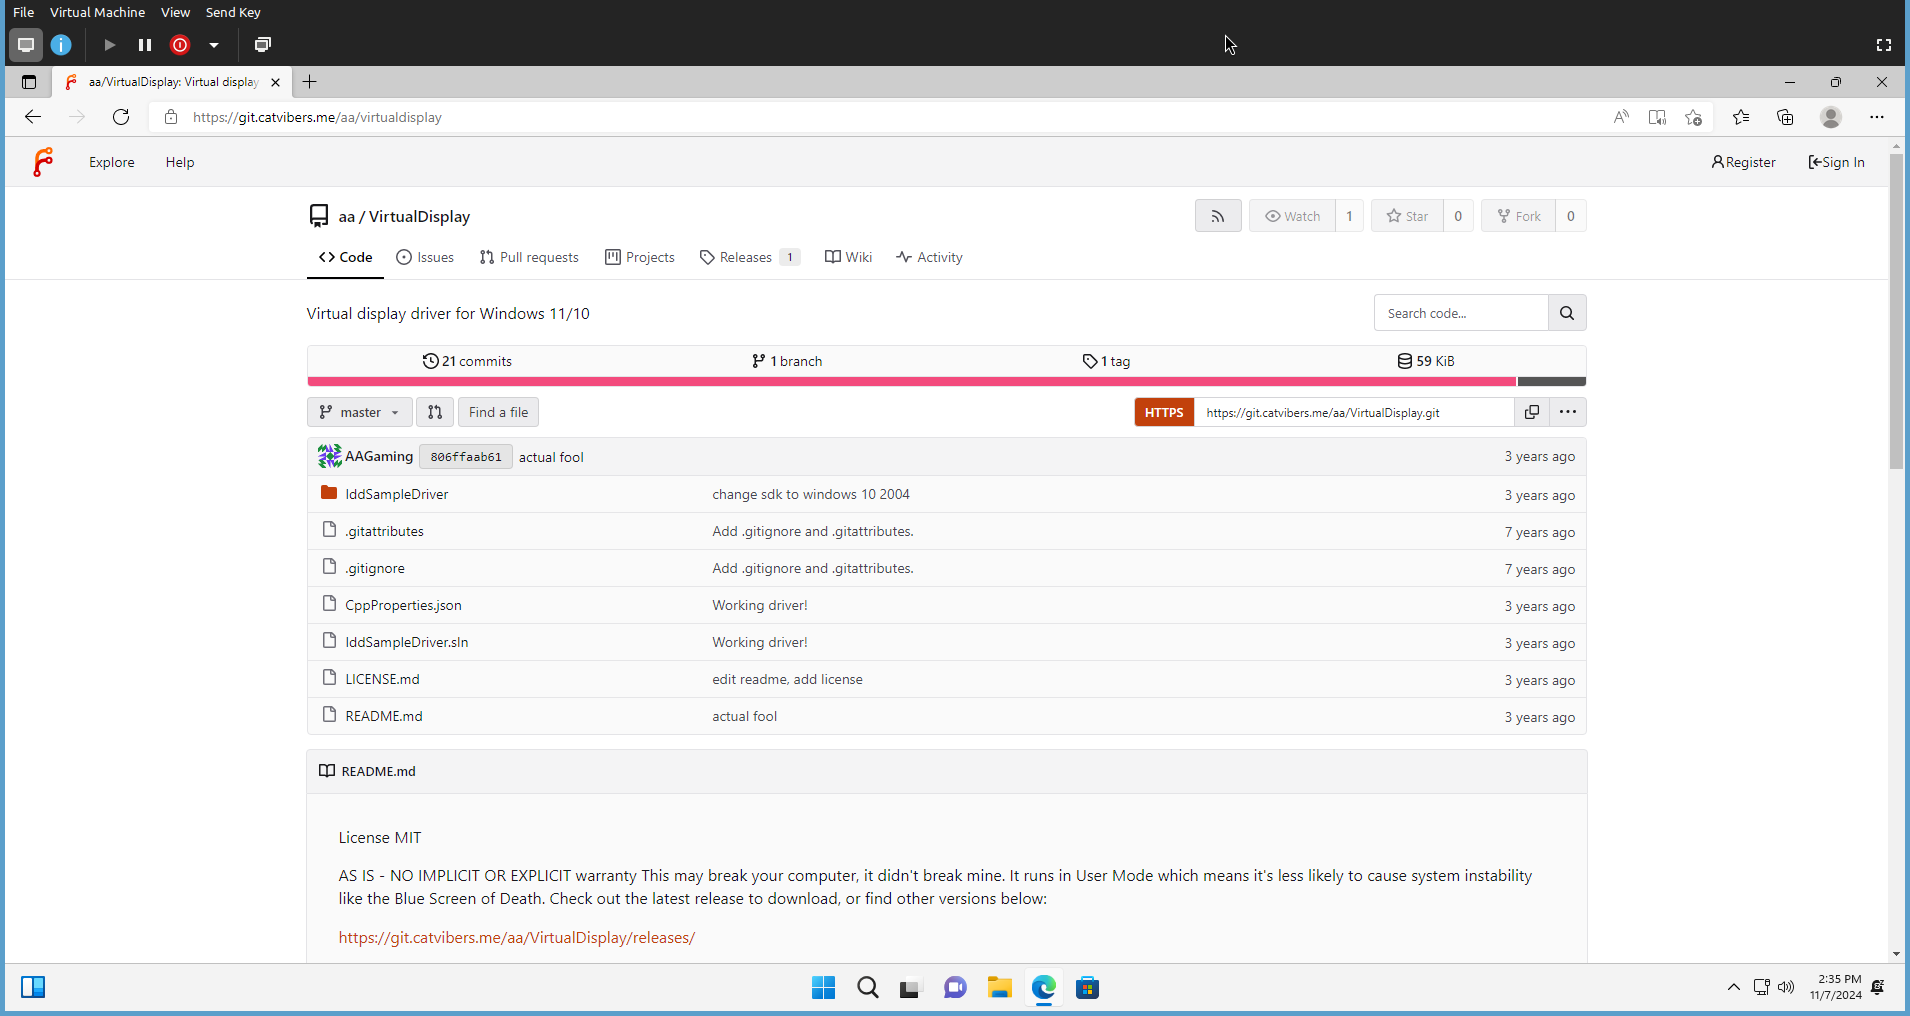 File Virtual Machine View Send Key
aa/VirtualDisplay: Virtual display
https://git.catvibers.me/aa/virtualdisplay
Explore Help Register Sign In
aa / VirtualDisplay Watch 1 Star 0 Fork 0
Code Issues Pull requests Projects Releases 1 Wiki Activity
Virtual display driver for Windows 11/10 Search code...
21 commits 1 branch 1 tag 59 KiB
master Find a file HTTPS https://git.catvibers.me/aa/VirtualDisplay.git
AAGaming 806ffaab61 actual fool 3 years ago
IddSampleDriver change sdk to windows 10 2004 3 years ago
.gitattributes Add .gitignore and .gitattributes. 7 years ago
.gitignore Add .gitignore and .gitattributes. 7 years ago
CppProperties.json Working driver! 3 years ago
IddSampleDriver.sln Working driver! 3 years ago
LICENSE.md edit readme, add license 3 years ago
README.md actual fool 3 years ago
README.md
License MIT
AS IS - NO IMPLICIT OR EXPLICIT warranty This may break your computer, it didn't break mine. It runs in User Mode which means it's less likely to cause system instability
like the Blue Screen of Death. Check out the latest release to download, or find other versions below:
https://git.catvibers.me/aa/VirtualDisplay/releases/
2:35 PM
11/7/2024